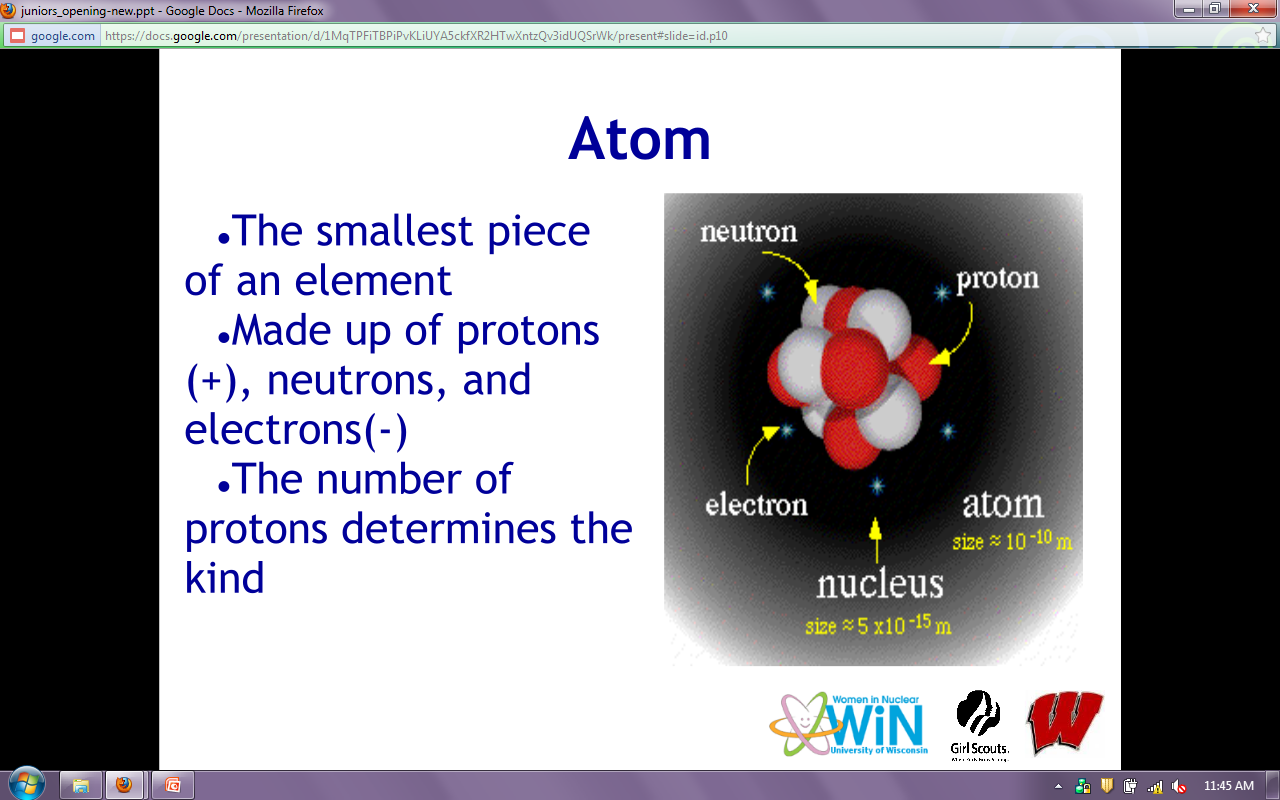 juniors_opening-new.ppt - Google Docs - Mozilla Firefox
google.com
https://docs.google.com/presentation/d/1MqTPFiTBPiPvKLiUYA5ckfXR2HTwXntzQv3idUQSrWk/present#slide=id.p10
Atom
●The smallest piece
of an element
●Made up of protons
(+), neutrons, and
electrons(-)
●The number of
protons determines the
kind
neutron
proton
electron
atom
size ≈ 10 -10 m
nucleus
size ≈ 5 x10 -15 m
Women in Nuclear
WiN
University of Wisconsin
Girl Scouts.
W
11:45 AM